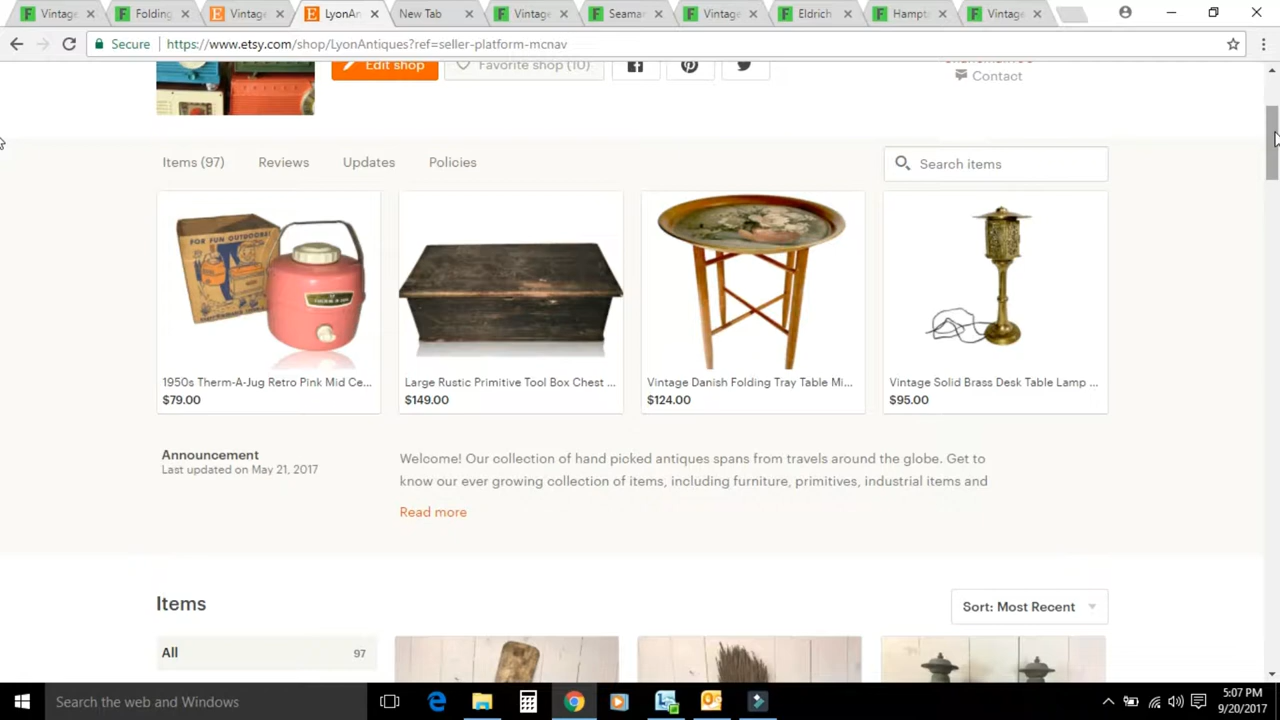 Vintage
Folding
Vintage
LyonAn
New Tab
Vintage
Seamar
Vintage
Eldrich
Hampto
Vintage
Secure
https://www.etsy.com/shop/LyonAntiques?ref=seller-platform-mcnav
Edit shop
Favorite shop (10)
Contact
Items (97)
Reviews
Updates
Policies
Search items
FOR FUN OUTDOORS!
1950s Therm-A-Jug Retro Pink Mid Ce...
$79.00
Large Rustic Primitive Tool Box Chest ...
$149.00
Vintage Danish Folding Tray Table Mi...
$124.00
Vintage Solid Brass Desk Table Lamp ...
$95.00
Announcement
Last updated on May 21, 2017
Welcome! Our collection of hand picked antiques spans from travels around the globe. Get to
know our ever growing collection of items, including furniture, primitives, industrial items and
Read more
Items
Sort: Most Recent
All
97
Search the web and Windows
5:07 PM
9/20/2017